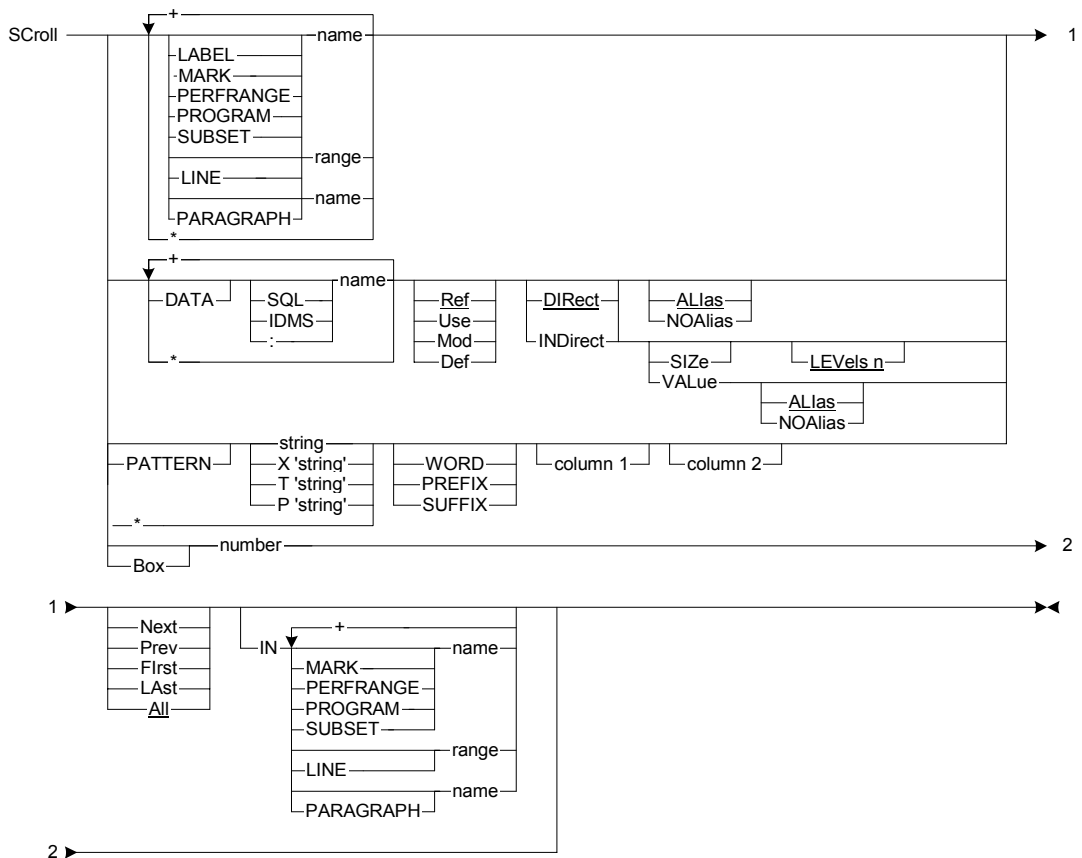 +
SCroll name 1
LABEL
MARK
PERFRANGE
PROGRAM
SUBSET
range
LINE
name
PARAGRAPH
*
+
name
DATA SQL Ref DIRect ALIas
IDMS Use NOAlias
: Mod INDirect
* Def SIZe LEVels n
VALue
ALIas
NOAlias
string
PATTERN X 'string' WORD column 1 column 2
T 'string' PREFIX
P 'string' SUFFIX
*
number 2
Box
1
Next + 
Prev IN name
FIrst MARK
LAst PERFRANGE
All PROGRAM
SUBSET
range
LINE
name
PARAGRAPH
2